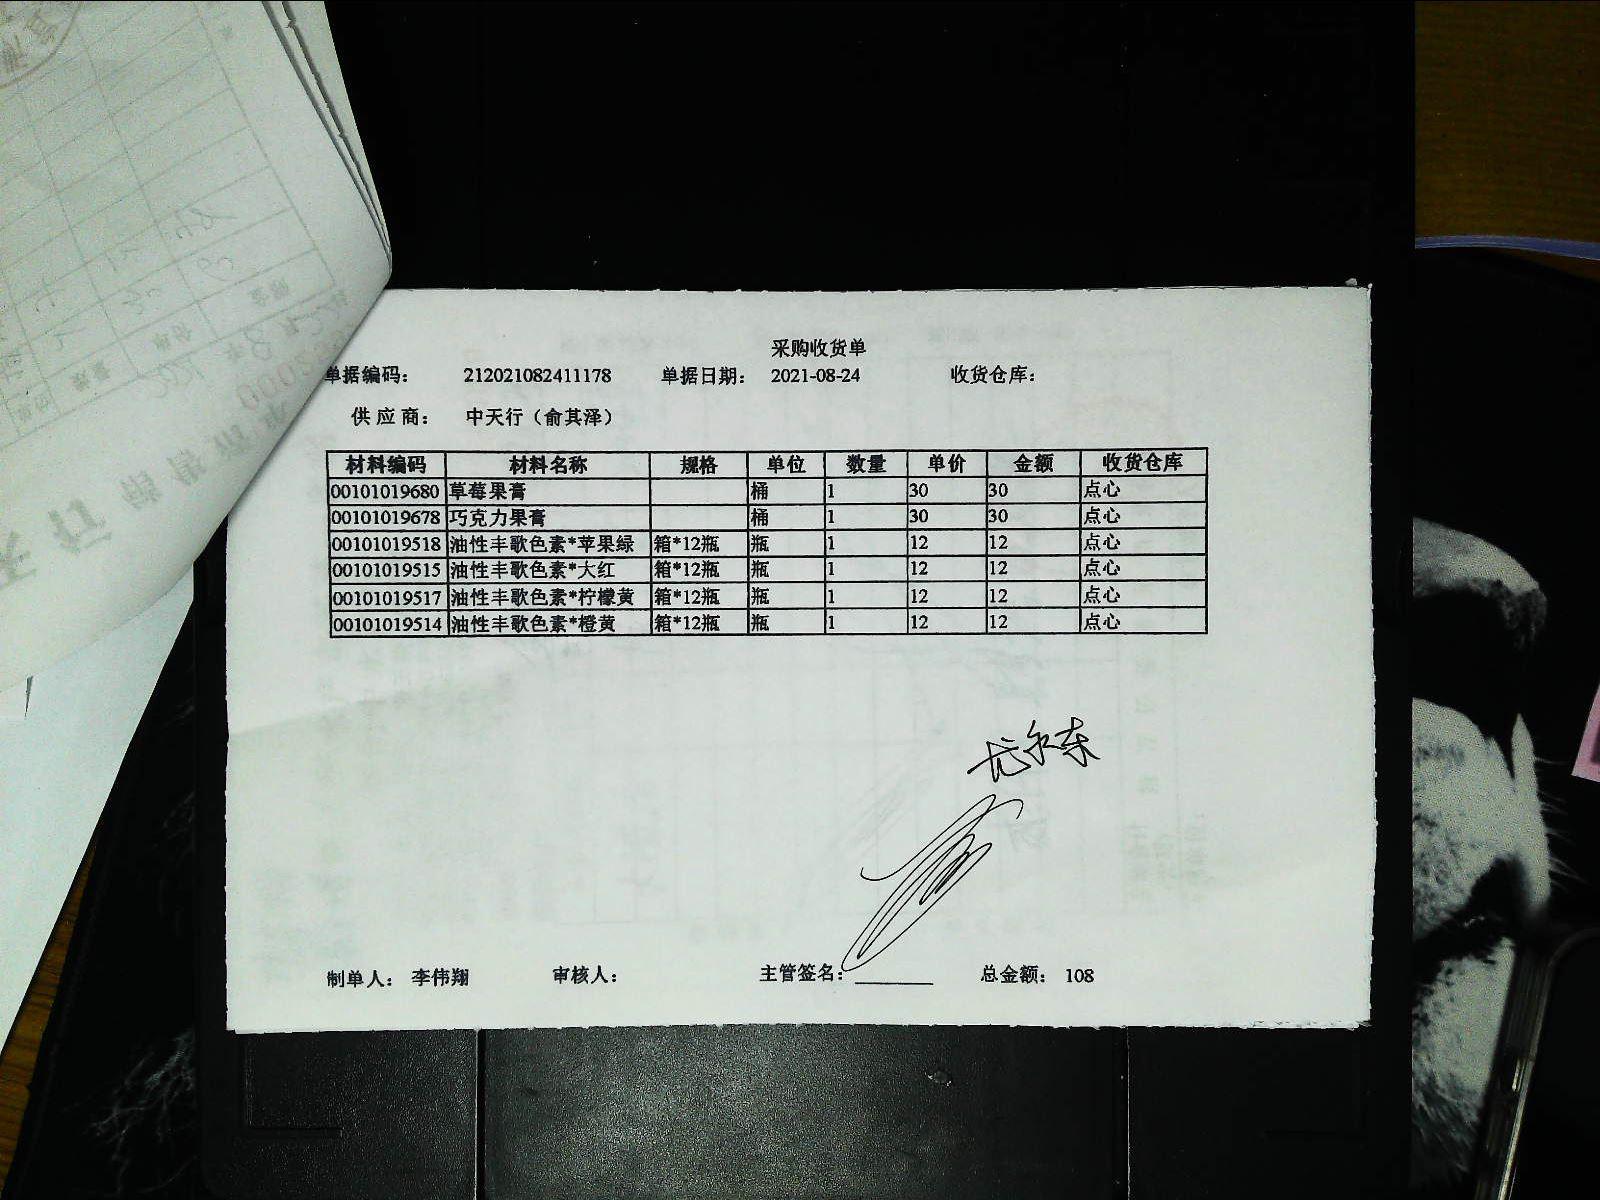 采购收货单
单据编码： 212021082411178 单据日期： 2021-08-24 收货仓库：
供应商： 中天行（俞其泽）
材料编码 材料名称 规格 单位 数量 单价 金额 收货仓库
00101019680 草莓果膏 桶 1 30 30 点心
00101019678 巧克力果膏 桶 1 30 30 点心
00101019518 油性丰歌色素*苹果绿 箱*12瓶 瓶 1 12 12 点心
00101019515 油性丰歌色素*大红 箱*12瓶 瓶 1 12 12 点心
00101019517 油性丰歌色素*柠檬黄 箱*12瓶 瓶 1 12 12 点心
00101019514 油性丰歌色素*橙黄 箱*12瓶 瓶 1 12 12 点心
制单人： 李伟翔 审核人： 主管签名： 总金额： 108